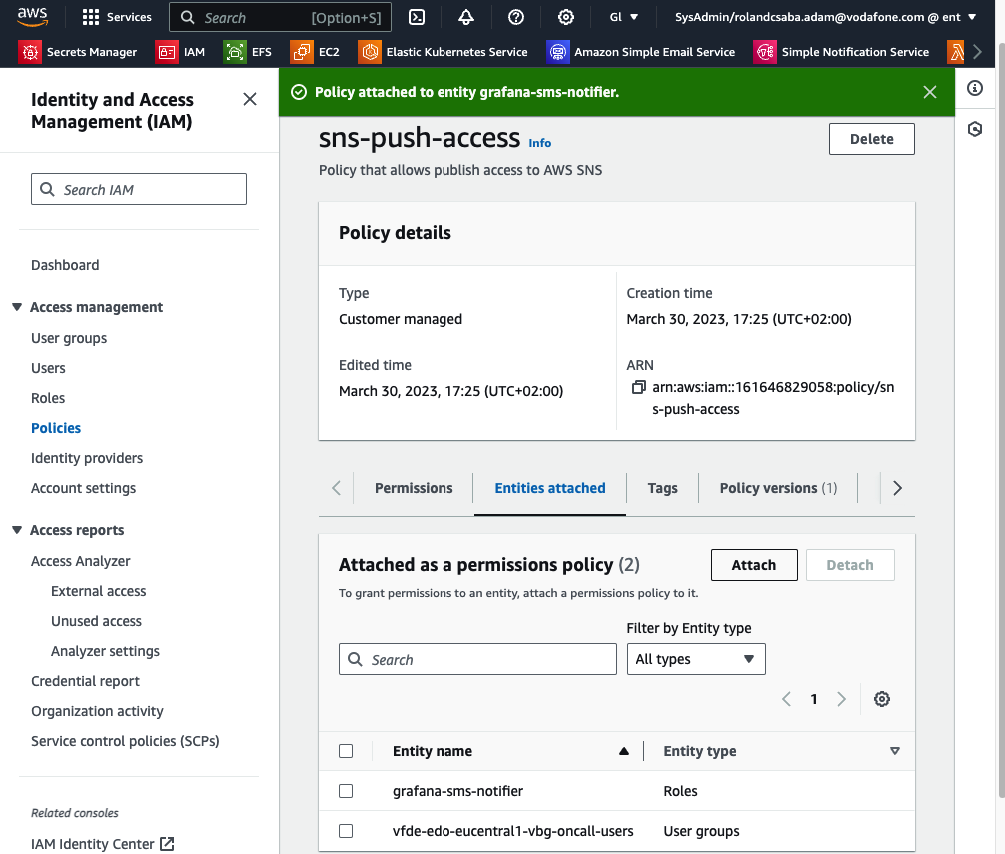 aws
Services
Search
[Option+S]
Gl
SysAdmin/rolandcsaba.adam@vodafone.com @ ent
Secrets Manager
IAM
EFS
EC2
Elastic Kubernetes Service
Amazon Simple Email Service
Simple Notification Service
Identity and Access
Management (IAM)
Search IAM
Dashboard
Access management
User groups
Users
Roles
Policies
Identity providers
Account settings
Access reports
Access Analyzer
External access
Unused access
Analyzer settings
Credential report
Organization activity
Service control policies (SCPs)
Related consoles
IAM Identity Center
Policy attached to entity grafana-sms-notifier.
sns-push-access Info
Delete
Policy that allows publish access to AWS SNS
Policy details
Type
Customer managed
Creation time
March 30, 2023, 17:25 (UTC+02:00)
Edited time
March 30, 2023, 17:25 (UTC+02:00)
ARN
arn:aws:iam::161646829058:policy/sn
s-push-access
Permissions
Entities attached
Tags
Policy versions (1)
Attached as a permissions policy (2)
Attach
Detach
To grant permissions to an entity, attach a permissions policy to it.
Filter by Entity type
Search
All types
1
Entity name
Entity type
grafana-sms-notifier
Roles
vfde-edo-eucentral1-vbg-oncall-users
User groups